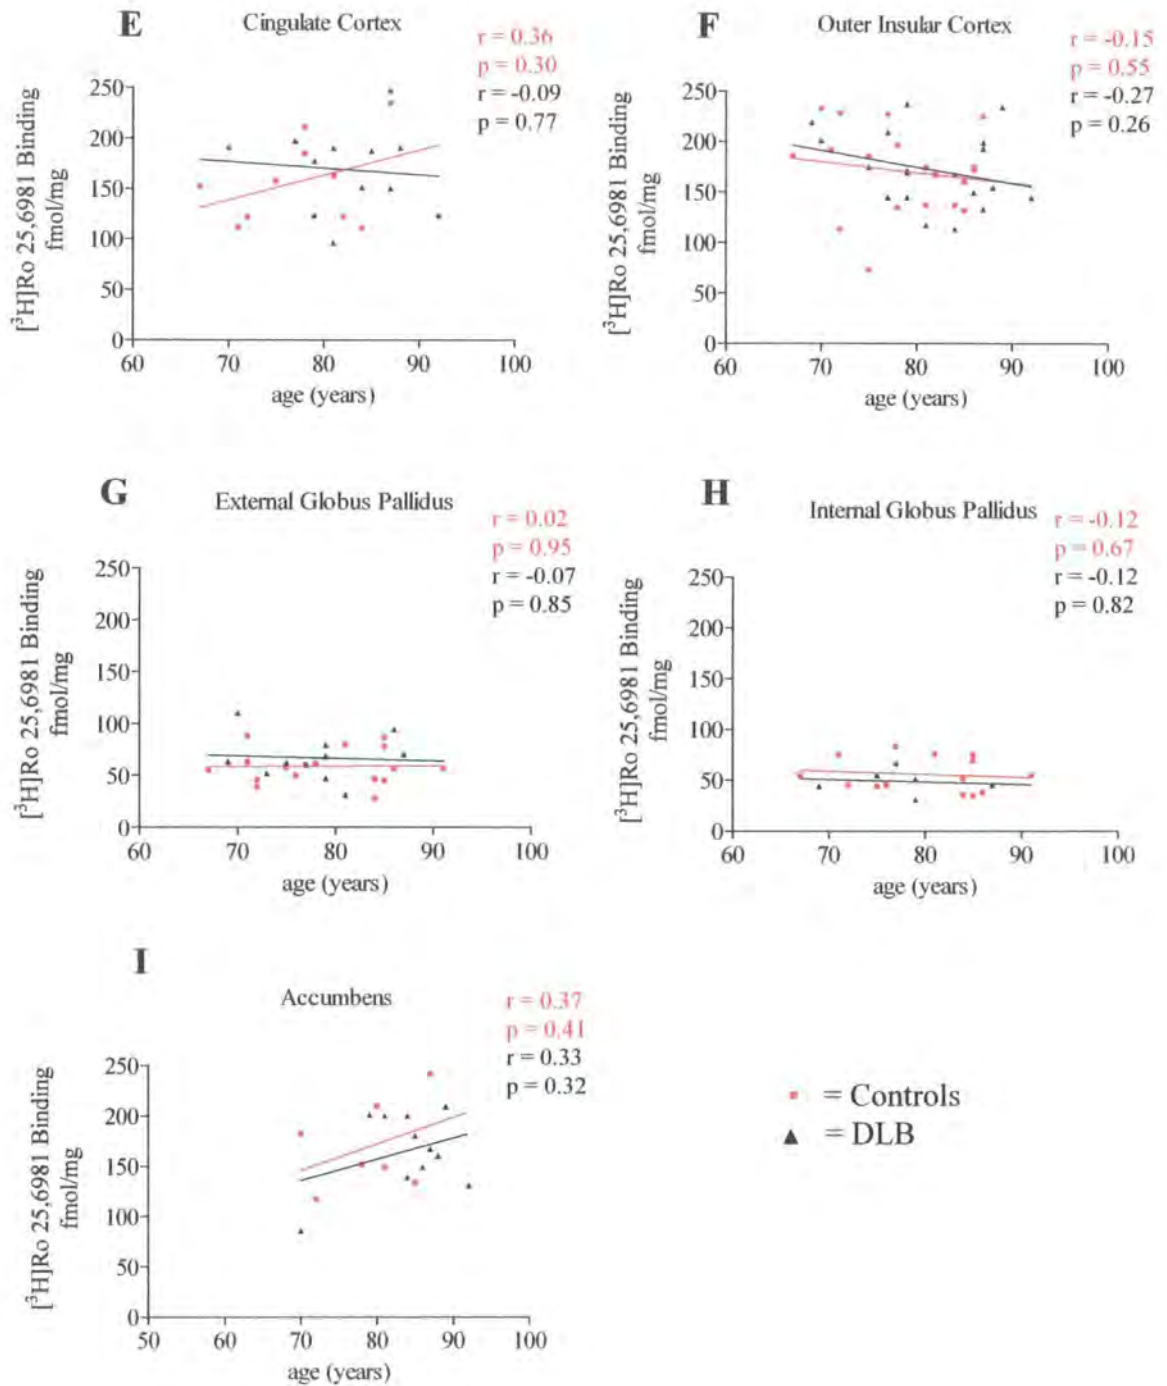 E
Cingulate Cortex
r = 0.36
p = 0.30
r = -0.09
p = 0.77
[³H]Ro 25,6981 Binding
fmol/mg
250
200
150
100
50
0
60 70 80 90 100
age (years)
F
Outer Insular Cortex
r = -0.15
p = 0.55
r = -0.27
p = 0.26
[³H]Ro 25,6981 Binding
fmol/mg
250
200
150
100
50
0
60 70 80 90 100
age (years)
G
External Globus Pallidus
r = 0.02
p = 0.95
r = -0.07
p = 0.85
[³H]Ro 25,6981 Binding
fmol/mg
250
200
150
100
50
0
60 70 80 90 100
age (years)
H
Internal Globus Pallidus
r = -0.12
p = 0.67
r = -0.12
p = 0.82
[³H]Ro 25,6981 Binding
fmol/mg
250
200
150
100
50
0
60 70 80 90 100
age (years)
I
Accumbens
r = 0.37
p = 0.41
r = 0.33
p = 0.32
[³H]Ro 25,6981 Binding
fmol/mg
250
200
150
100
50
0
50 60 70 80 90 100
age (years)
= Controls
= DLB